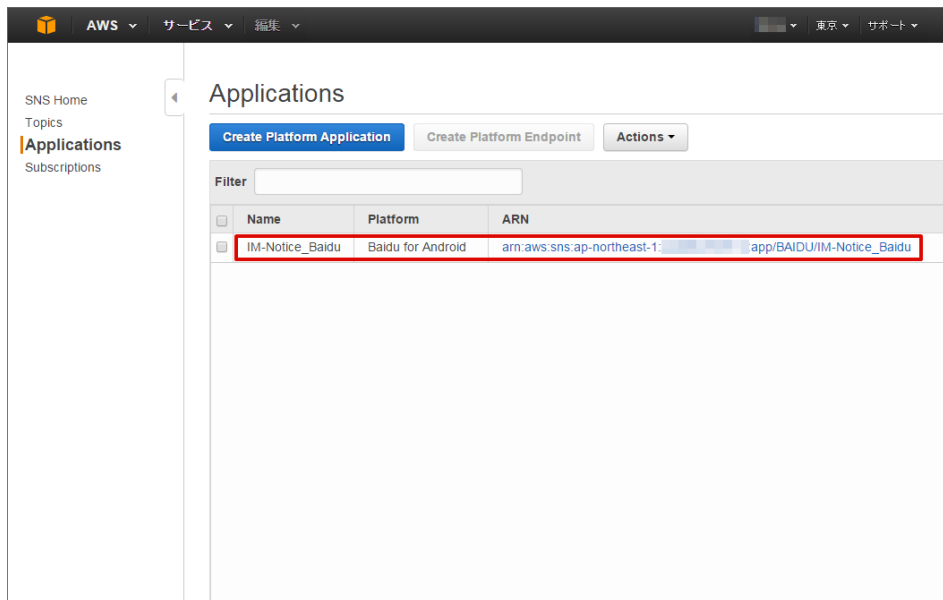 AWS サービス 編集 東京 サポート
SNS Home
Topics
Applications
Subscriptions
Applications
Create Platform Application Create Platform Endpoint Actions
Filter
Name Platform ARN
IM-Notice_Baidu Baidu for Android arn:aws:sns:ap-northeast-1: :app/BAIDU/IM-Notice_Baidu